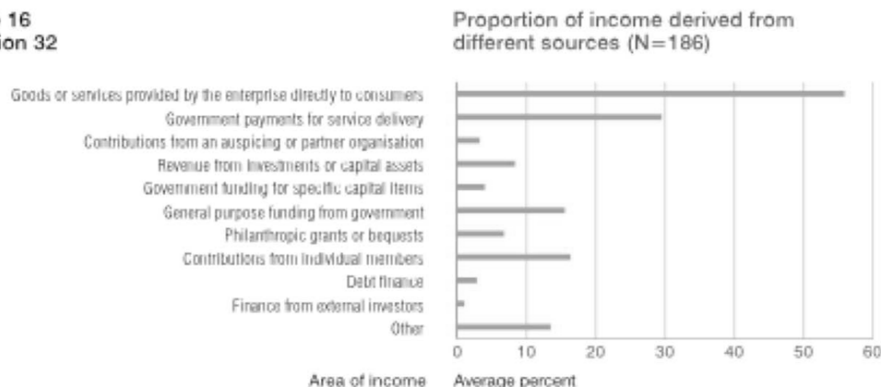 16
ion 32
Proportion of income derived from
different sources (N=186)
Goods or services provided by the enterprise directly to consumers
Government payments for service delivery
Contributions from an auspicing or partner organisation
Revenue from investments or capital assets
Government funding for specific capital items
General purpose funding from government
Philanthropic grants or bequests
Contributions from individual members
Debt finance
Finance from external investors
Other
0 10 20 30 40 50 60
Area of income Average percent